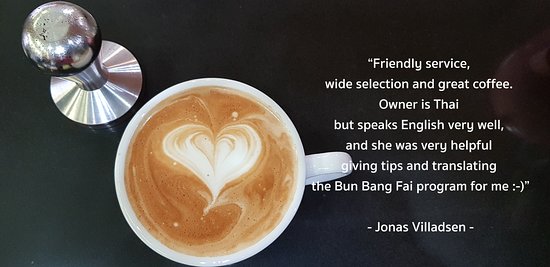 “Friendly service,
wide selection and great coffee.
Owner is Thai
but speaks English very well,
and she was very helpful
giving tips and translating
the Bun Bang Fai program for me :-)”
- Jonas Villadsen -